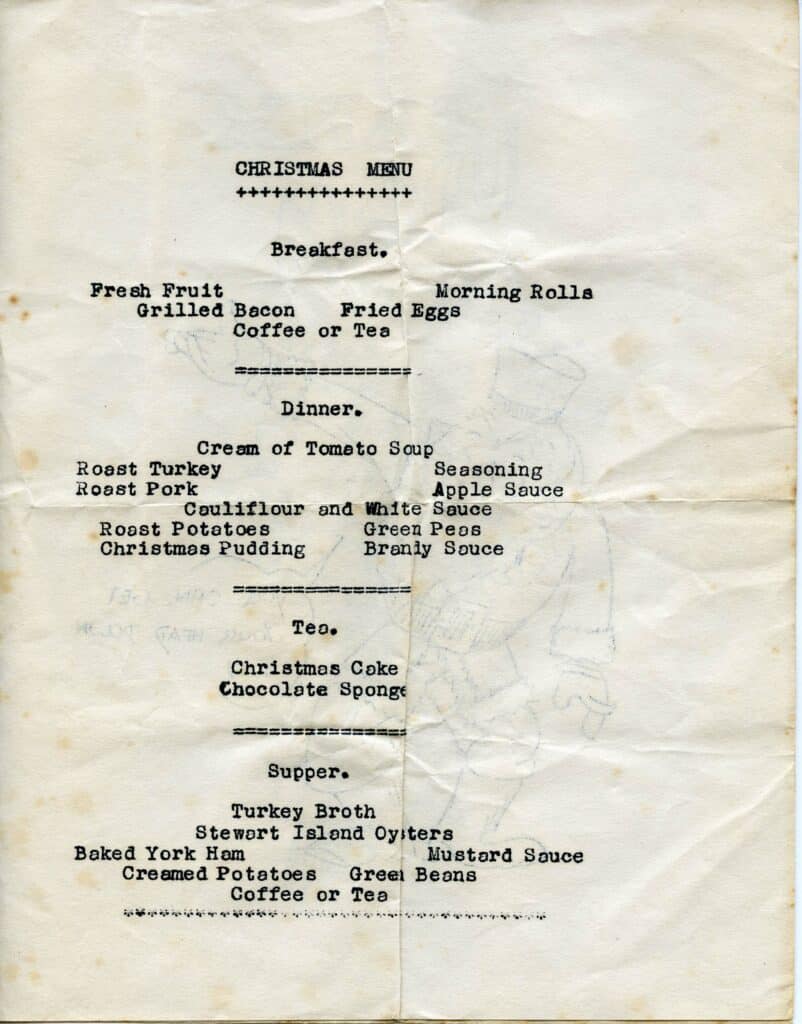 CHRISTMAS MENU
+++++++++++++++
Breakfast.
Fresh Fruit Morning Rolls
Grilled Bacon Fried Eggs
Coffee or Tea
===============
Dinner.
Cream of Tomato Soup
Roast Turkey Seasoning
Roast Pork Apple Sauce
Cauliflour and White Sauce
Roast Potatoes Green Peas
Christmas Pudding Brandy Sauce
===============
Tea.
Christmas Cake
Chocolate Sponge
===============
Supper.
Turkey Broth
Stewart Island Oysters
Baked York Ham Mustard Sauce
Creamed Potatoes Green Beans
Coffee or Tea